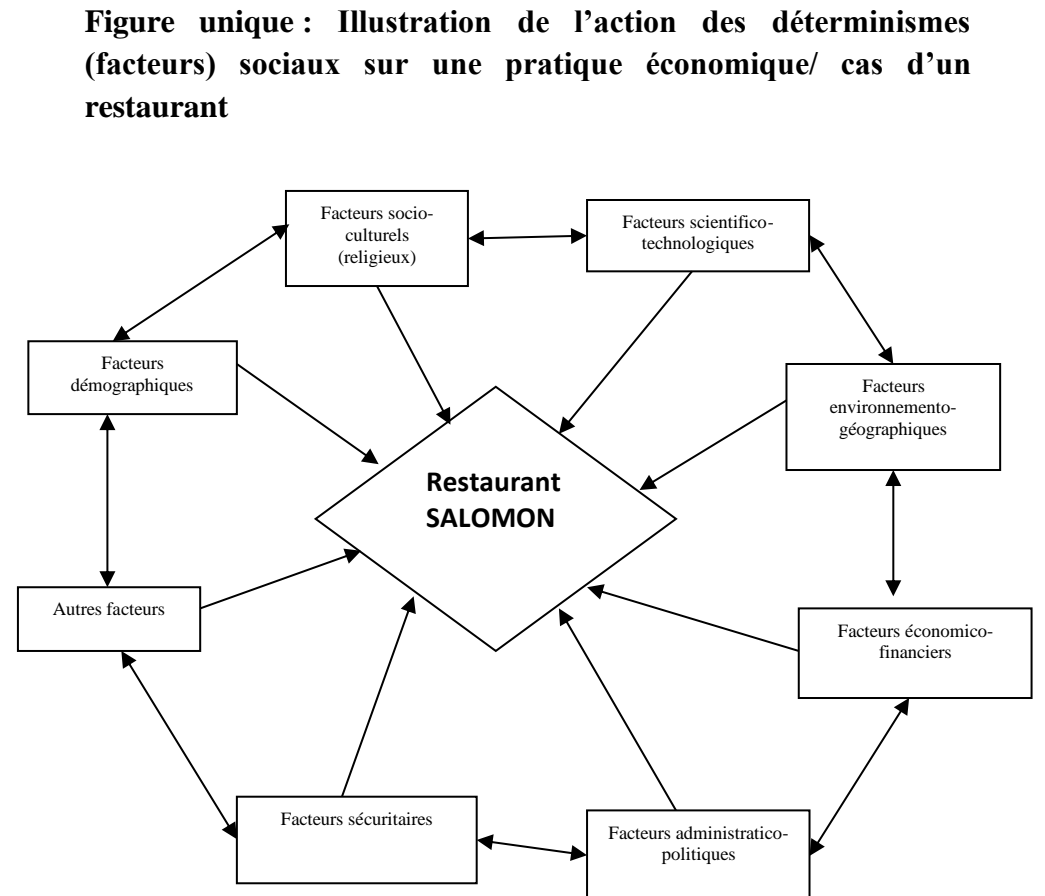 Figure unique : Illustration de l’action des déterminismes
(facteurs) sociaux sur une pratique économique/ cas d’un
restaurant
Facteurs socio-
culturels
(religieux)
Facteurs scientifico-
technologiques
Facteurs
démographiques
Facteurs
environnemento-
géographiques
Restaurant
SALOMON
Autres facteurs
Facteurs économico-
financiers
Facteurs sécuritaires
Facteurs administratico-
politiques